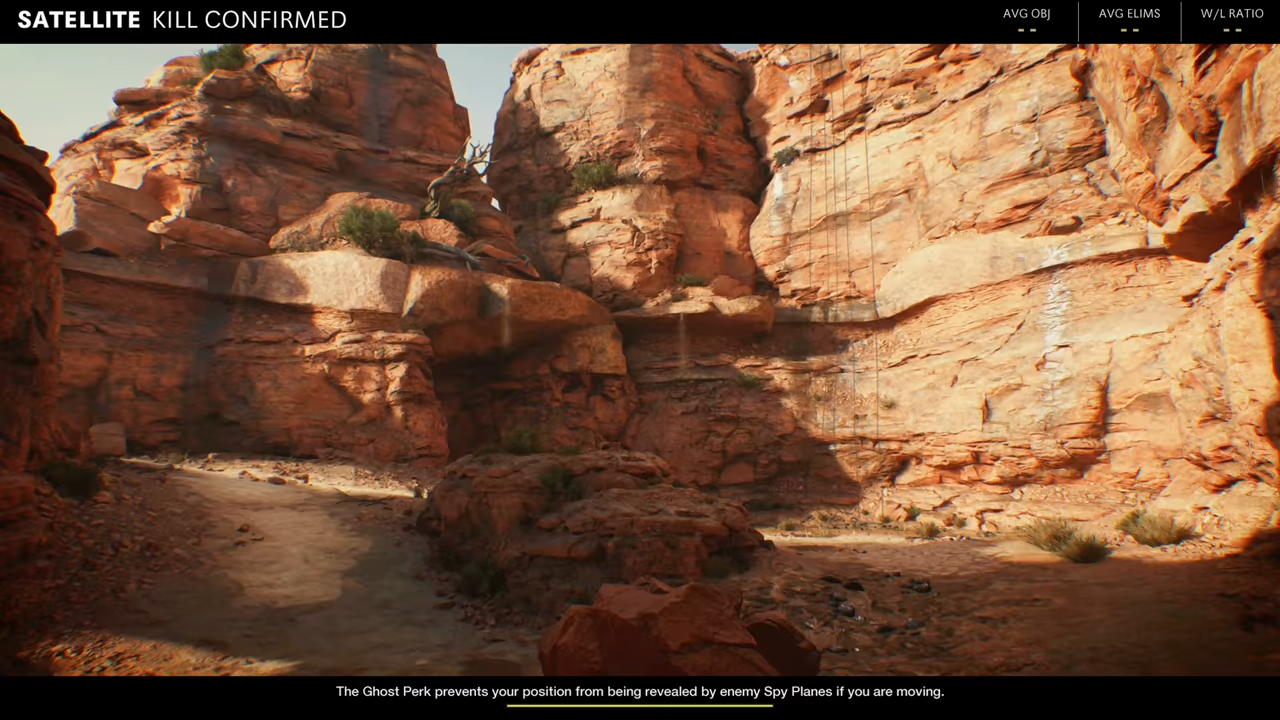 SATELLITE KILL CONFIRMED
AVG OBJ
--
AVG ELIMS
--
W/L RATIO
--
The Ghost Perk prevents your position from being revealed by enemy Spy Planes if you are moving.